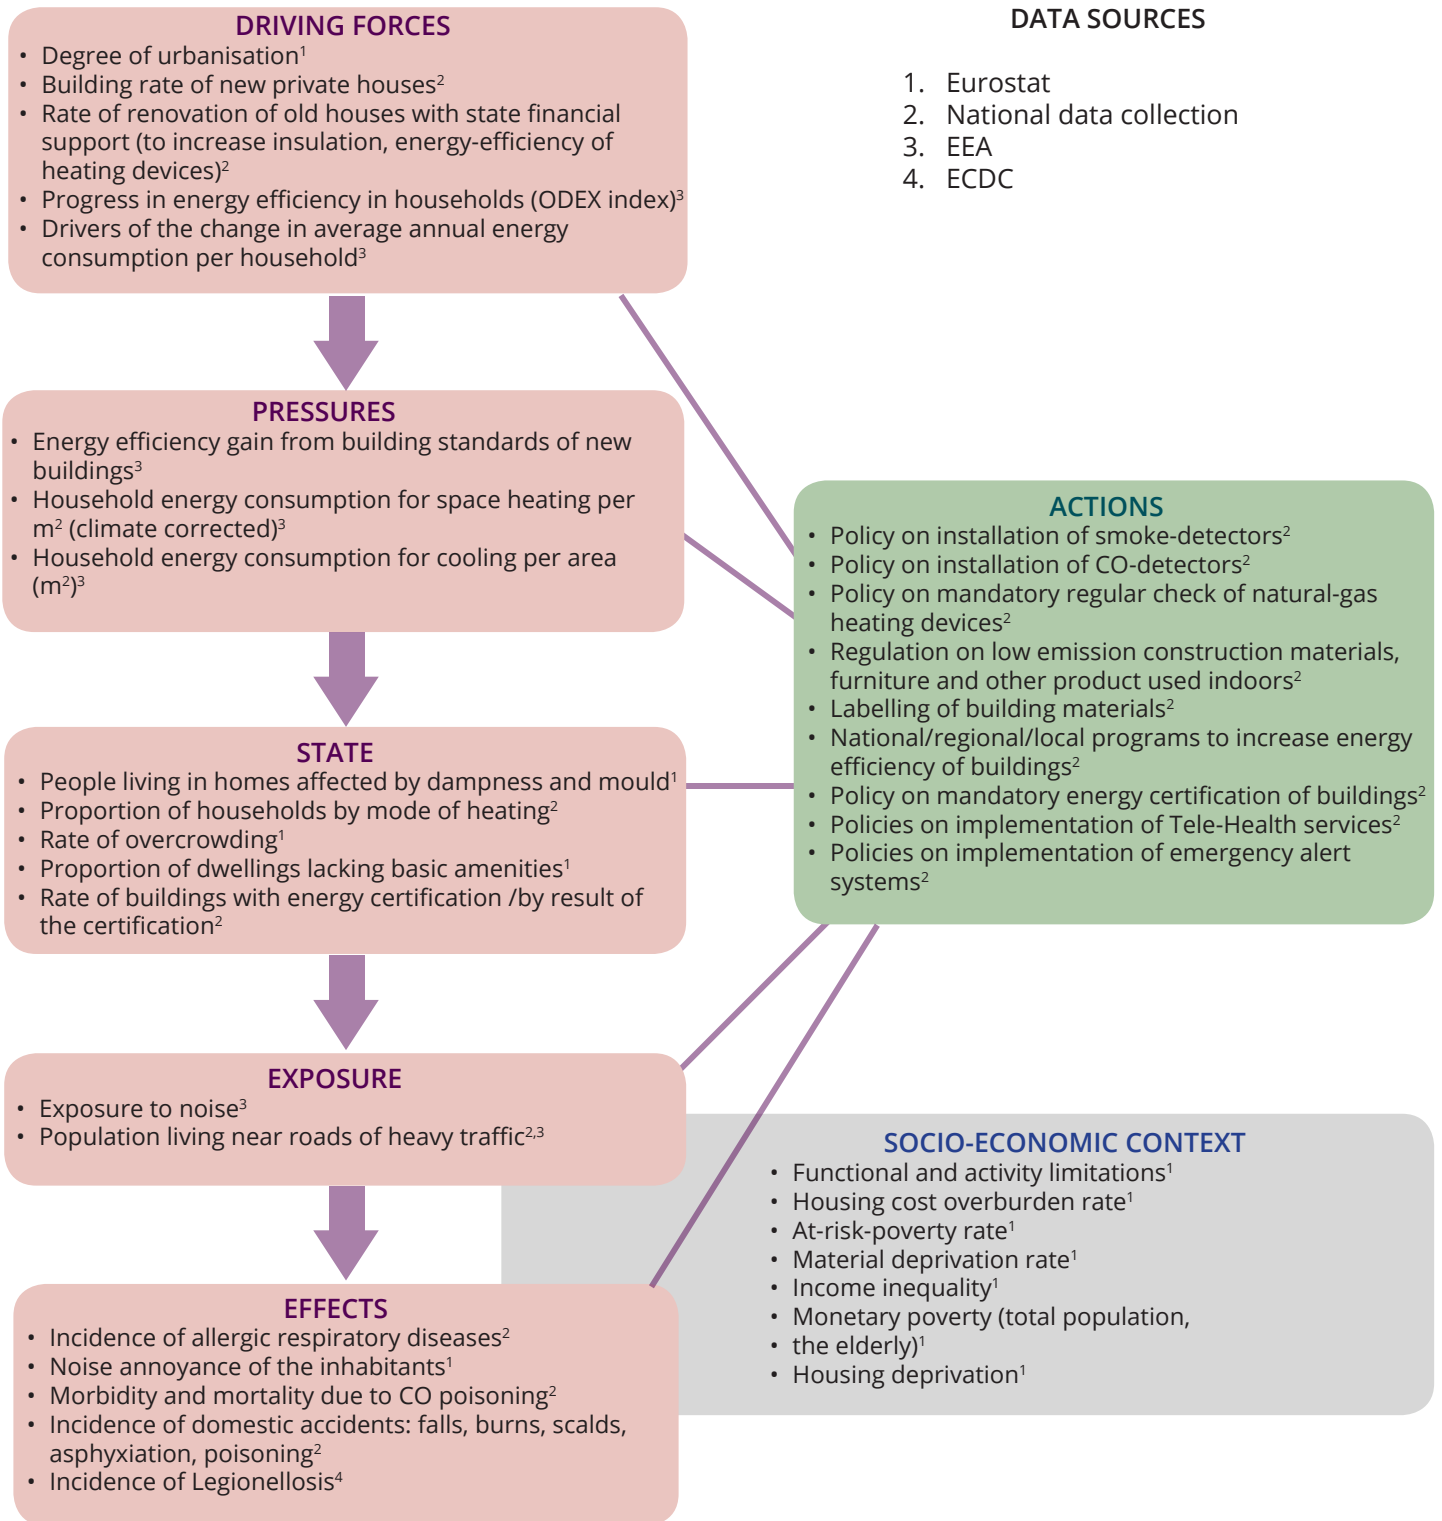 DRIVING FORCES
• Degree of urbanisation¹
• Building rate of new private houses²
• Rate of renovation of old houses with state financial
support (to increase insulation, energy-efficiency of
heating devices)²
• Progress in energy efficiency in households (ODEX index)³
• Drivers of the change in average annual energy
consumption per household³
DATA SOURCES
1. Eurostat
2. National data collection
3. EEA
4. ECDC
PRESSURES
• Energy efficiency gain from building standards of new
buildings³
• Household energy consumption for space heating per
m² (climate corrected)³
• Household energy consumption for cooling per area
(m²)³
ACTIONS
• Policy on installation of smoke-detectors²
• Policy on installation of CO-detectors²
• Policy on mandatory regular check of natural-gas
heating devices²
• Regulation on low emission construction materials,
furniture and other product used indoors²
• Labelling of building materials²
• National/regional/local programs to increase energy
efficiency of buildings²
• Policy on mandatory energy certification of buildings²
• Policies on implementation of Tele-Health services²
• Policies on implementation of emergency alert
systems²
STATE
• People living in homes affected by dampness and mould¹
• Proportion of households by mode of heating²
• Rate of overcrowding¹
• Proportion of dwellings lacking basic amenities¹
• Rate of buildings with energy certification /by result of
the certification²
EXPOSURE
• Exposure to noise³
• Population living near roads of heavy traffic²,³
SOCIO-ECONOMIC CONTEXT
• Functional and activity limitations¹
• Housing cost overburden rate¹
• At-risk-poverty rate¹
• Material deprivation rate¹
• Income inequality¹
• Monetary poverty (total population,
• the elderly)¹
• Housing deprivation¹
EFFECTS
• Incidence of allergic respiratory diseases²
• Noise annoyance of the inhabitants¹
• Morbidity and mortality due to CO poisoning²
• Incidence of domestic accidents: falls, burns, scalds,
asphyxiation, poisoning²
• Incidence of Legionellosis⁴